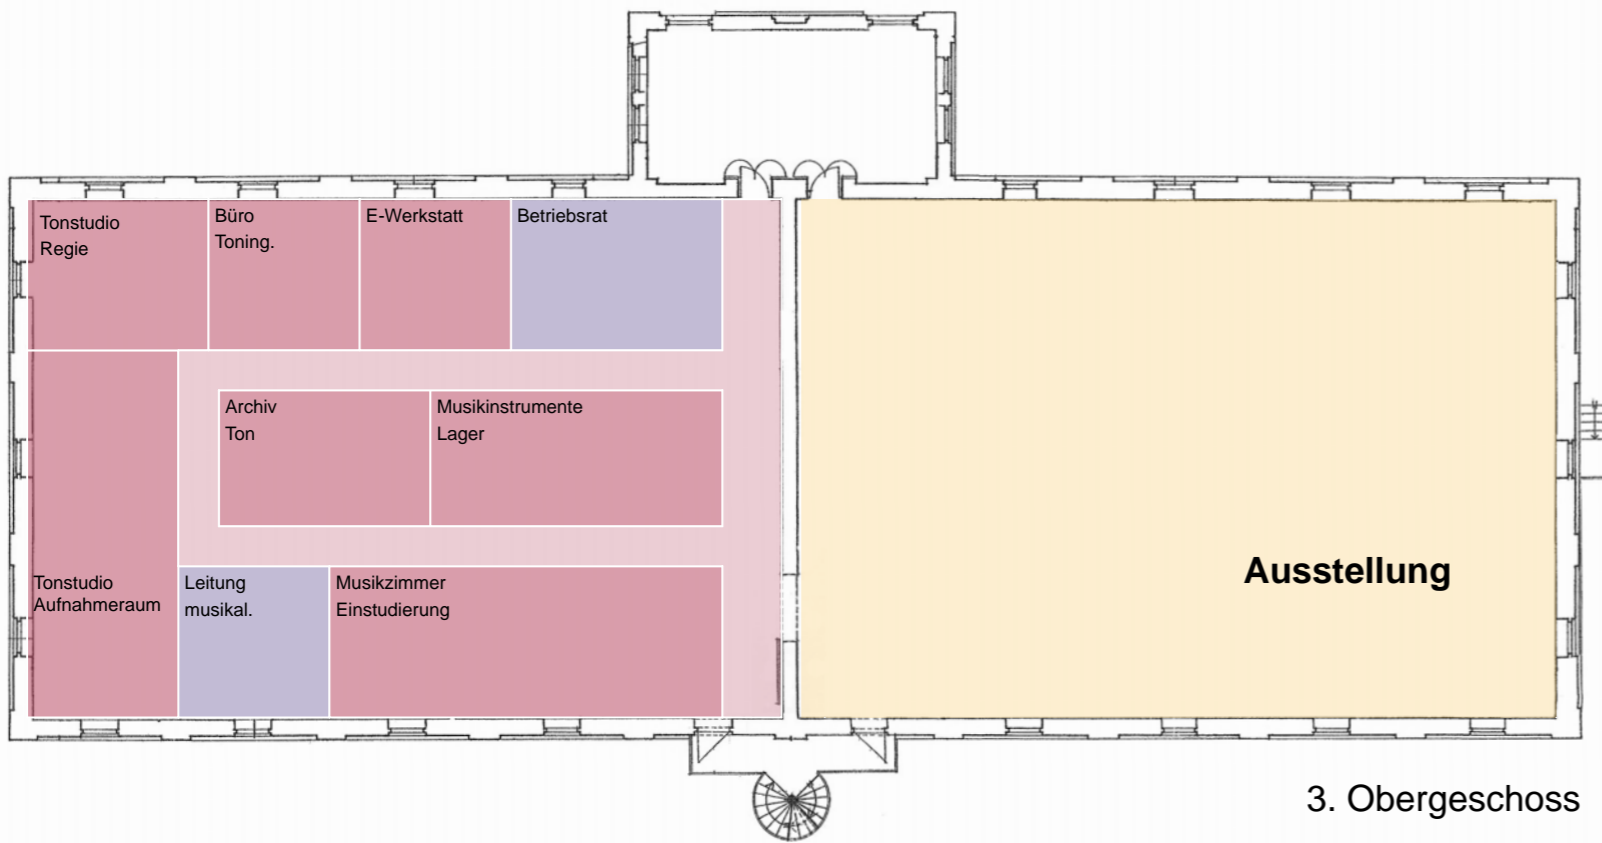 Tonstudio
Regie
Büro
Toning.
E-Werkstatt
Betriebsrat
Archiv
Ton
Musikinstrumente
Lager
Tonstudio
Aufnahmeraum
Leitung
musikal.
Musikzimmer
Einstudierung
Ausstellung
3. Obergeschoss